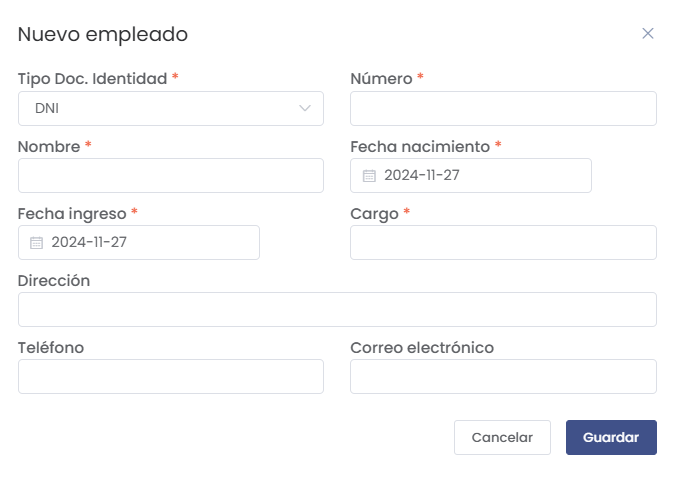 Nuevo empleado
Tipo Doc. Identidad * Número *
DNI
Nombre * Fecha nacimiento *
2024-11-27
Fecha ingreso * Cargo *
2024-11-27
Dirección
Teléfono Correo electrónico
Cancelar Guardar